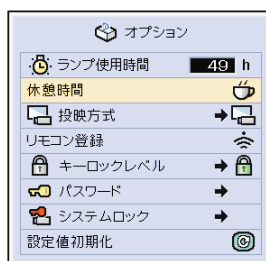 オプション
ランプ使用時間 49 h
休憩時間
投映方式
リモコン登録
キーロックレベル
パスワード
システムロック
設定値初期化